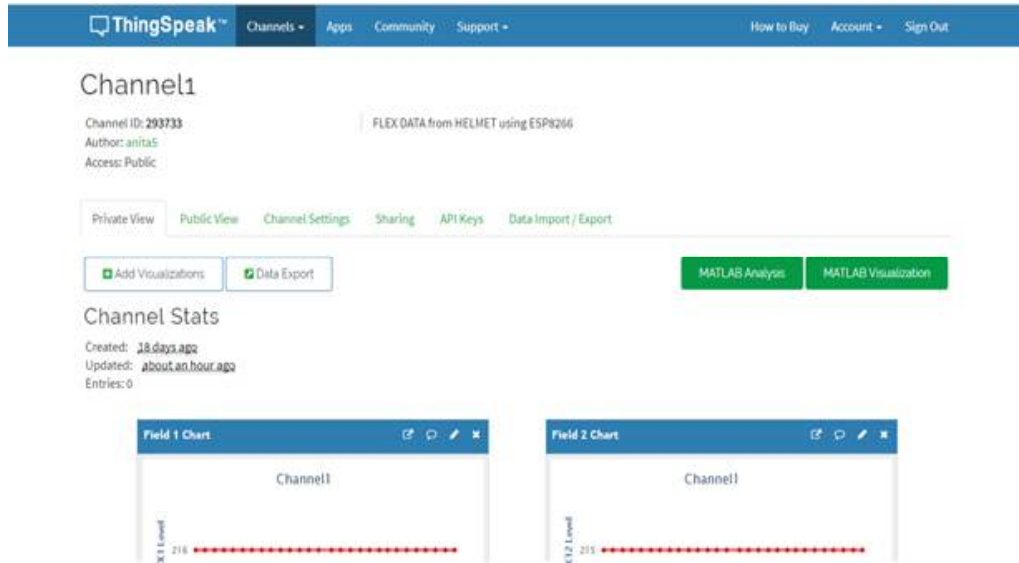 ThingSpeak™ Channels Apps Community Support How to Buy Account Sign Out
Channel1
Channel ID: 293733
FLEX DATA from HELMET using ESP8266
Author: anita5
Access: Public
Private View Public View Channel Settings Sharing API Keys Data Import / Export
Add Visualizations Data Export MATLAB Analysis MATLAB Visualization
Channel Stats
Created: 18 days ago
Updated: about an hour ago
Entries: 0
Field 1 Chart
Channel1
Level
216
Field 2 Chart
Channel1
Level
215